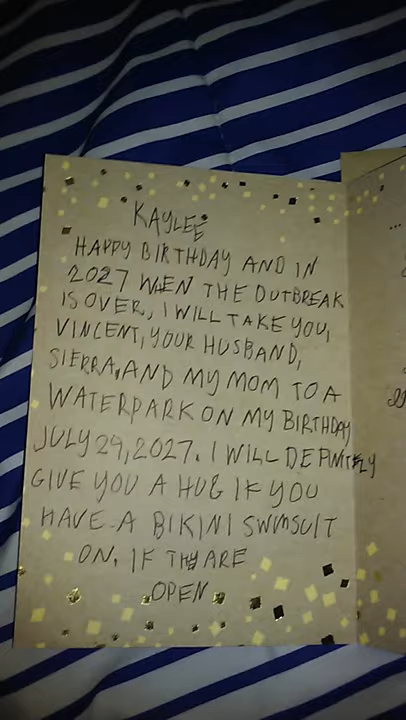 KAYLEE
HAPPY BIRTHDAY AND IN
2027 WHEN THE OUTBREAK
IS OVER, I WILL TAKE YOU,
VINCENT, YOUR HUSBAND,
SIERRA, AND MY MOM TO A
WATERPARK ON MY BIRTHDAY
JULY 29, 2027. I WILL DEFINITELY
GIVE YOU A HUG IF YOU
HAVE A BIKINI SWMSUIT
ON. IF THY ARE
OPEN